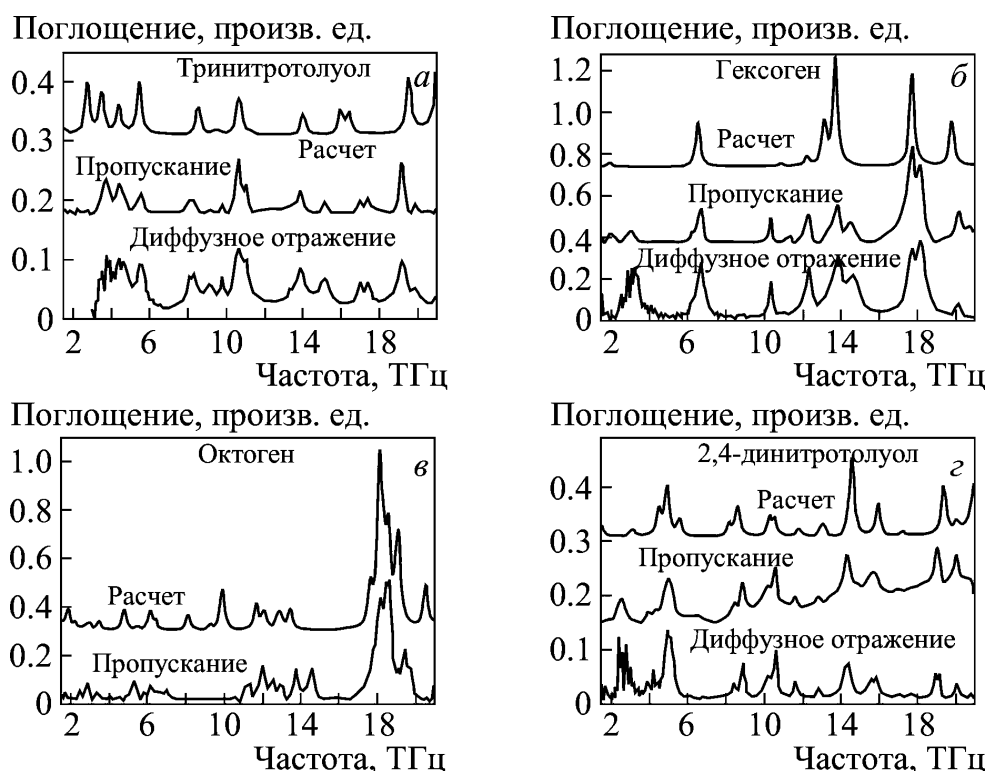 Поглощение, произв. ед.
Тринитротолуол
а
0.4
0.3
Расчет
Пропускание
0.2
Диффузное отражение
0.1
0
2 6 10 14 18
Частота, ТГц
Поглощение, произв. ед.
Гексоген
б
1.2
1.0
Расчет
0.8
0.6
Пропускание
0.4
Диффузное отражение
0.2
0
2 6 10 14 18
Частота, ТГц
Поглощение, произв. ед.
Октоген
в
1.0
0.8
0.6
Расчет
0.4
Пропускание
0.2
0
2 6 10 14 18
Частота, ТГц
Поглощение, произв. ед.
2,4-динитротолуол
г
Расчет
0.4
0.3
Пропускание
0.2
Диффузное отражение
0.1
0
2 6 10 14 18
Частота, ТГц